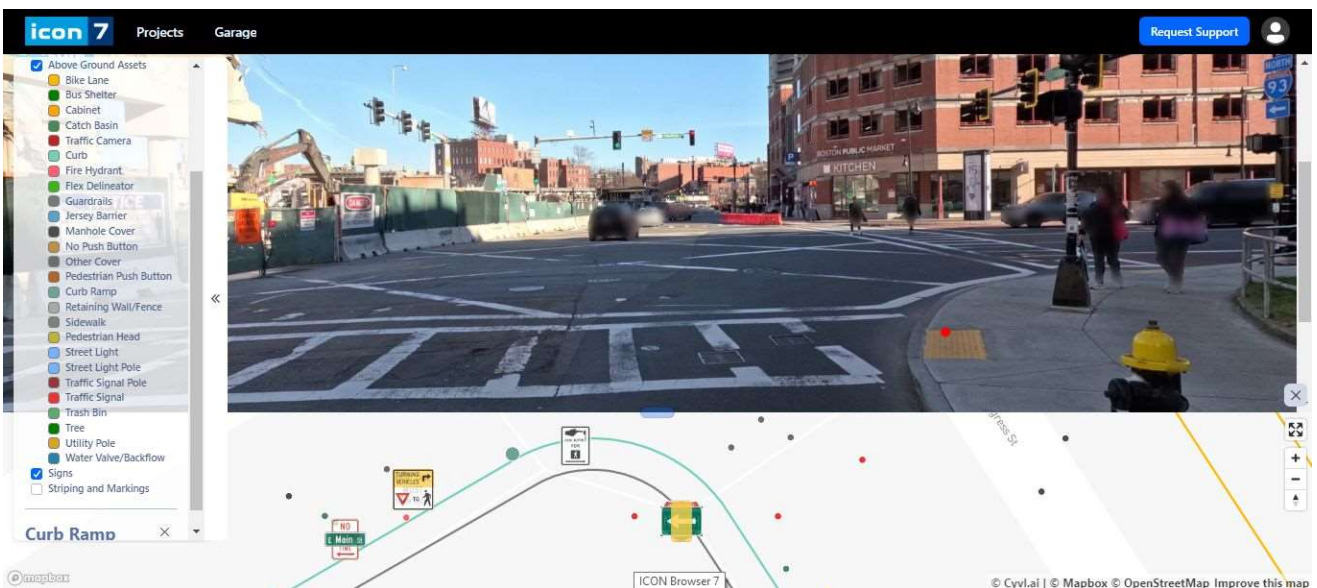 icon 7 Projects Garage Request Support
Above Ground Assets
Bike Lane
Bus Shelter
Cabinet
Catch Basin
Traffic Camera
Curb
Fire Hydrant
Flex Delineator
Guardrails
Jersey Barrier
Manhole Cover
No Push Button
Other Cover
Pedestrian Push Button
Curb Ramp
Retaining Wall/Fence
Sidewalk
Pedestrian Head
Street Light
Street Light Pole
Traffic Signal Pole
Traffic Signal
Trash Bin
Tree
Utility Pole
Water Valve/Backflow
Signs
Striping and Markings
Curb Ramp
«
DANGER
P
BOSTON PUBLIC MARKET
KITCHEN
NORTH
93
TURNING
VEHICLES
TO
NO
E Main St
FOR
gress St
ICON Browser 7
mapbox
© Cyvl.ai | © Mapbox © OpenStreetMap Improve this map